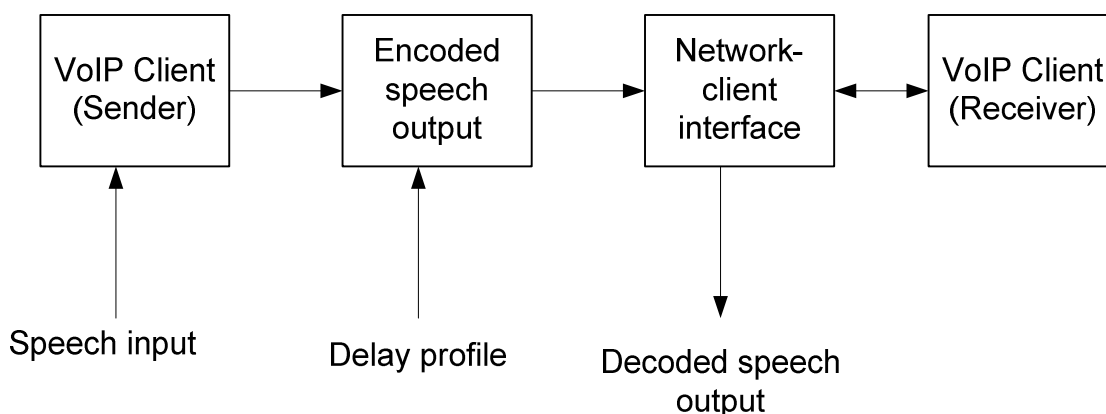 VoIP Client
(Sender)
Encoded
speech
output
Network-
client
interface
VoIP Client
(Receiver)
Speech input
Delay profile
Decoded speech
output